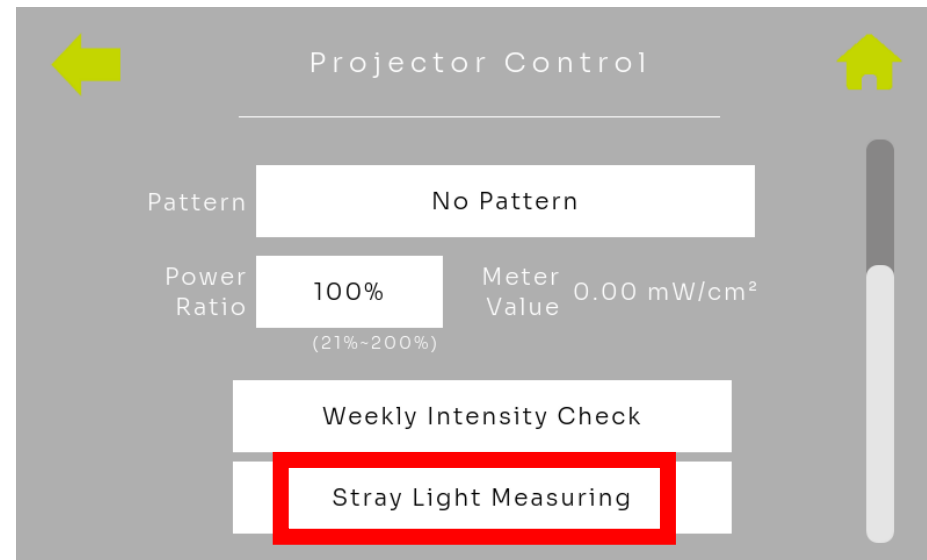 Projector Control
Pattern
No Pattern
Power
Ratio
100%
(21%~200%)
Meter
Value
0.00 mW/cm²
Weekly Intensity Check
Stray Light Measuring